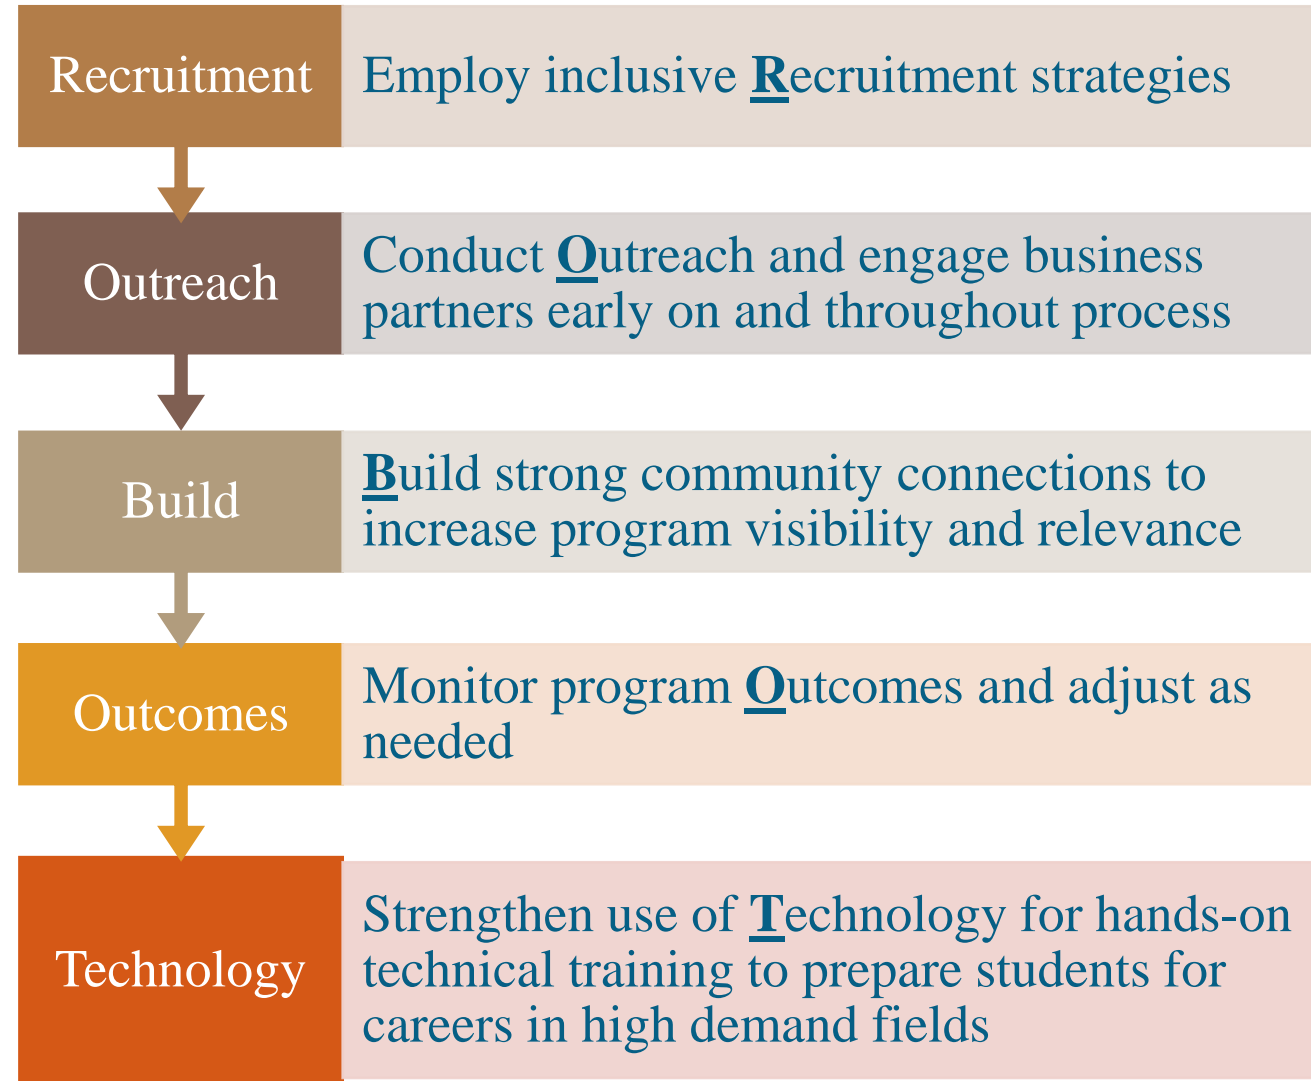 Recruitment
Employ inclusive Recruitment strategies
Outreach
Conduct Outreach and engage business
partners early on and throughout process
Build
Build strong community connections to
increase program visibility and relevance
Outcomes
Monitor program Outcomes and adjust as
needed
Technology
Strengthen use of Technology for hands-on
technical training to prepare students for
careers in high demand fields